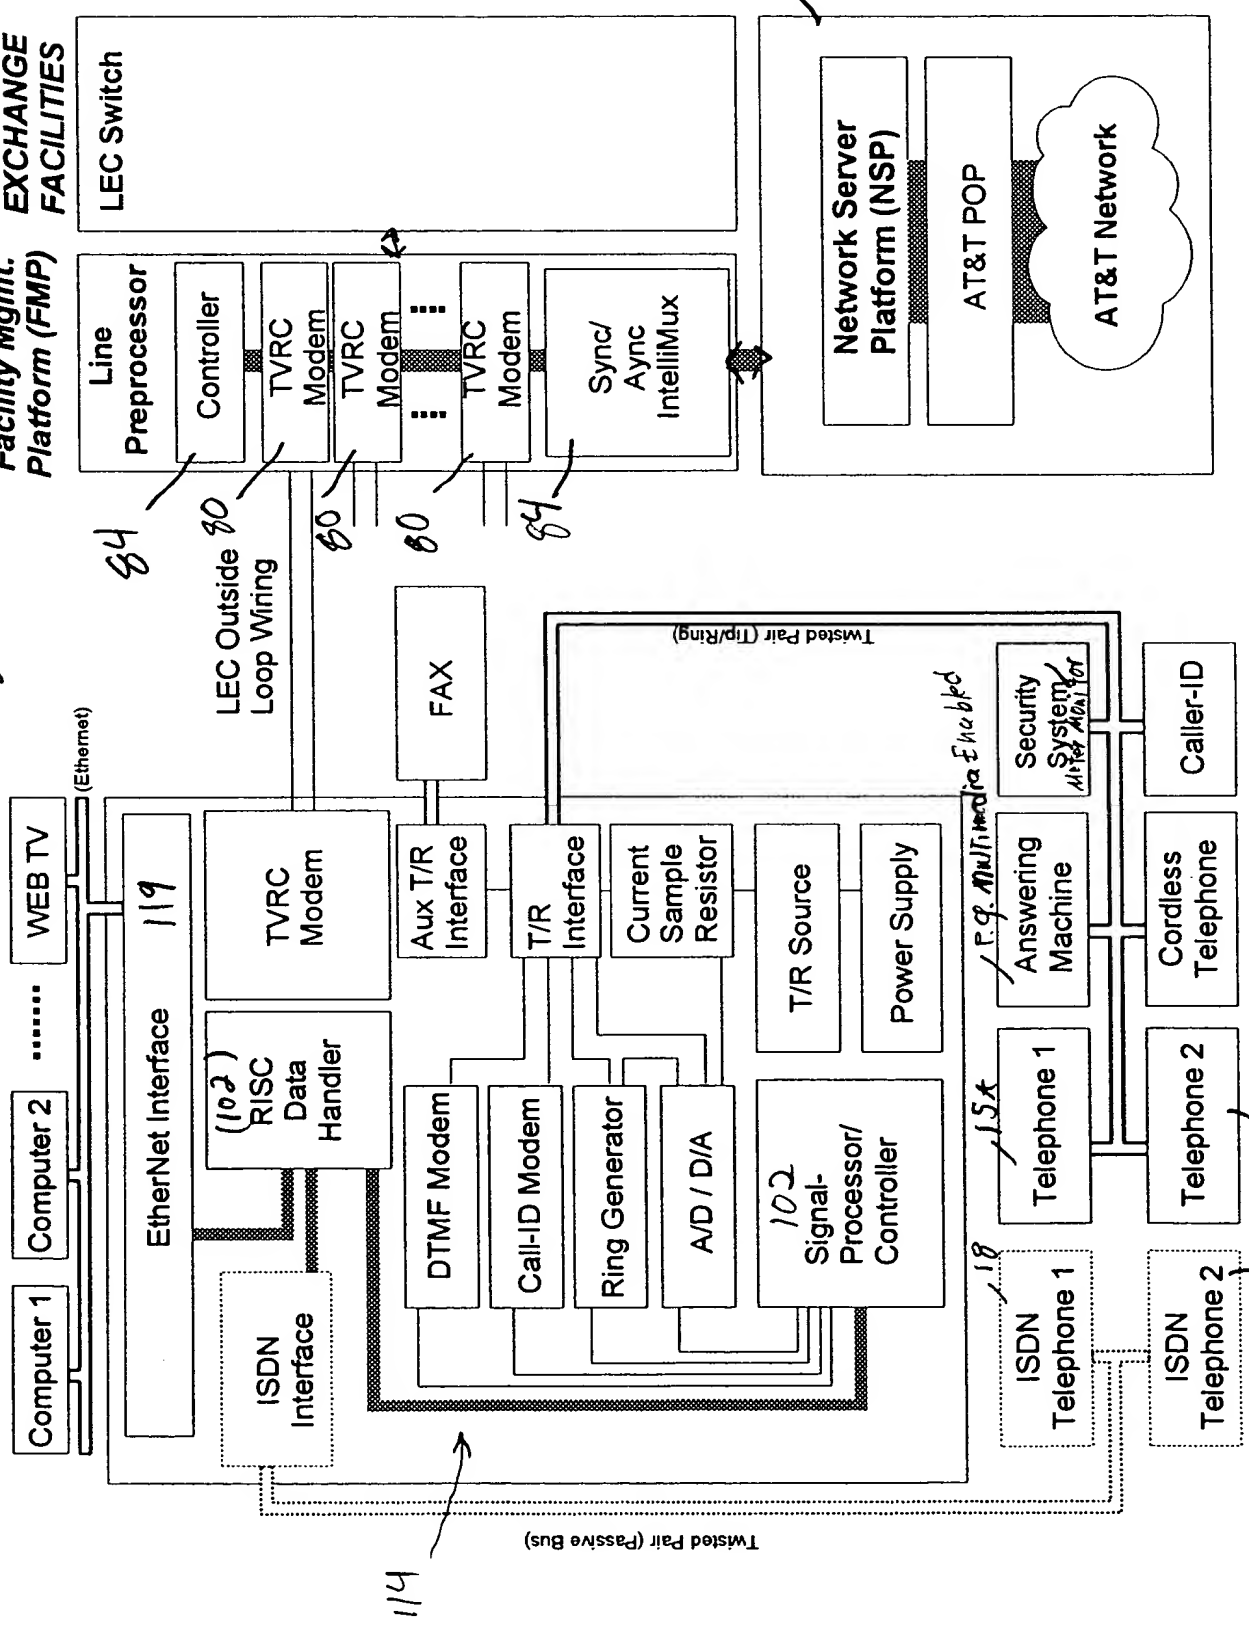 Facility Mgmt.
Platform (FMP)
EXCHANGE
FACILITIES
LEC Switch
Line
Preprocessor
Controller
TVRC
Modem
TVRC
Modem
....
....
TVRC
Modem
Sync/
Aync
IntelliMux
84
80
80
80
84
LEC Outside
Loop Wiring
Network Server
Platform (NSP)
AT&T POP
AT&T Network
Computer 1
Computer 2
.......
WEB TV
(Ethernet)
EtherNet Interface
119
ISDN
Interface
(102)
RISC
Data
Handler
TVRC
Modem
Aux T/R
Interface
FAX
T/R
Interface
Current
Sample
Resistor
T/R Source
Power Supply
DTMF Modem
Call-ID Modem
Ring Generator
A/D / D/A
102
Signal-
Processor/
Controller
114
Twisted Pair (Passive Bus)
Twisted Pair (Tip/Ring)
18
ISDN
Telephone 1
ISDN
Telephone 2
15A
Telephone 1
Telephone 2
Multimedia Enabled
Answering
Machine
Cordless
Telephone
Security
System/
Meter Monitor
Caller-ID